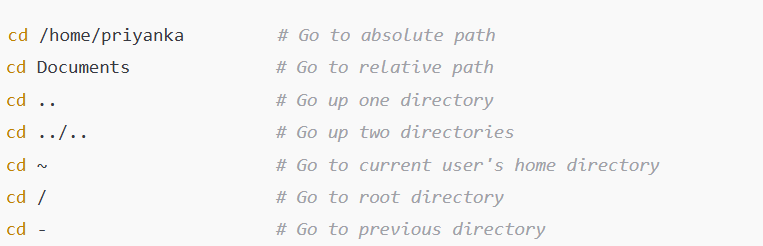 cd /home/priyanka # Go to absolute path
cd Documents # Go to relative path
cd .. # Go up one directory
cd ../.. # Go up two directories
cd ~ # Go to current user's home directory
cd / # Go to root directory
cd - # Go to previous directory